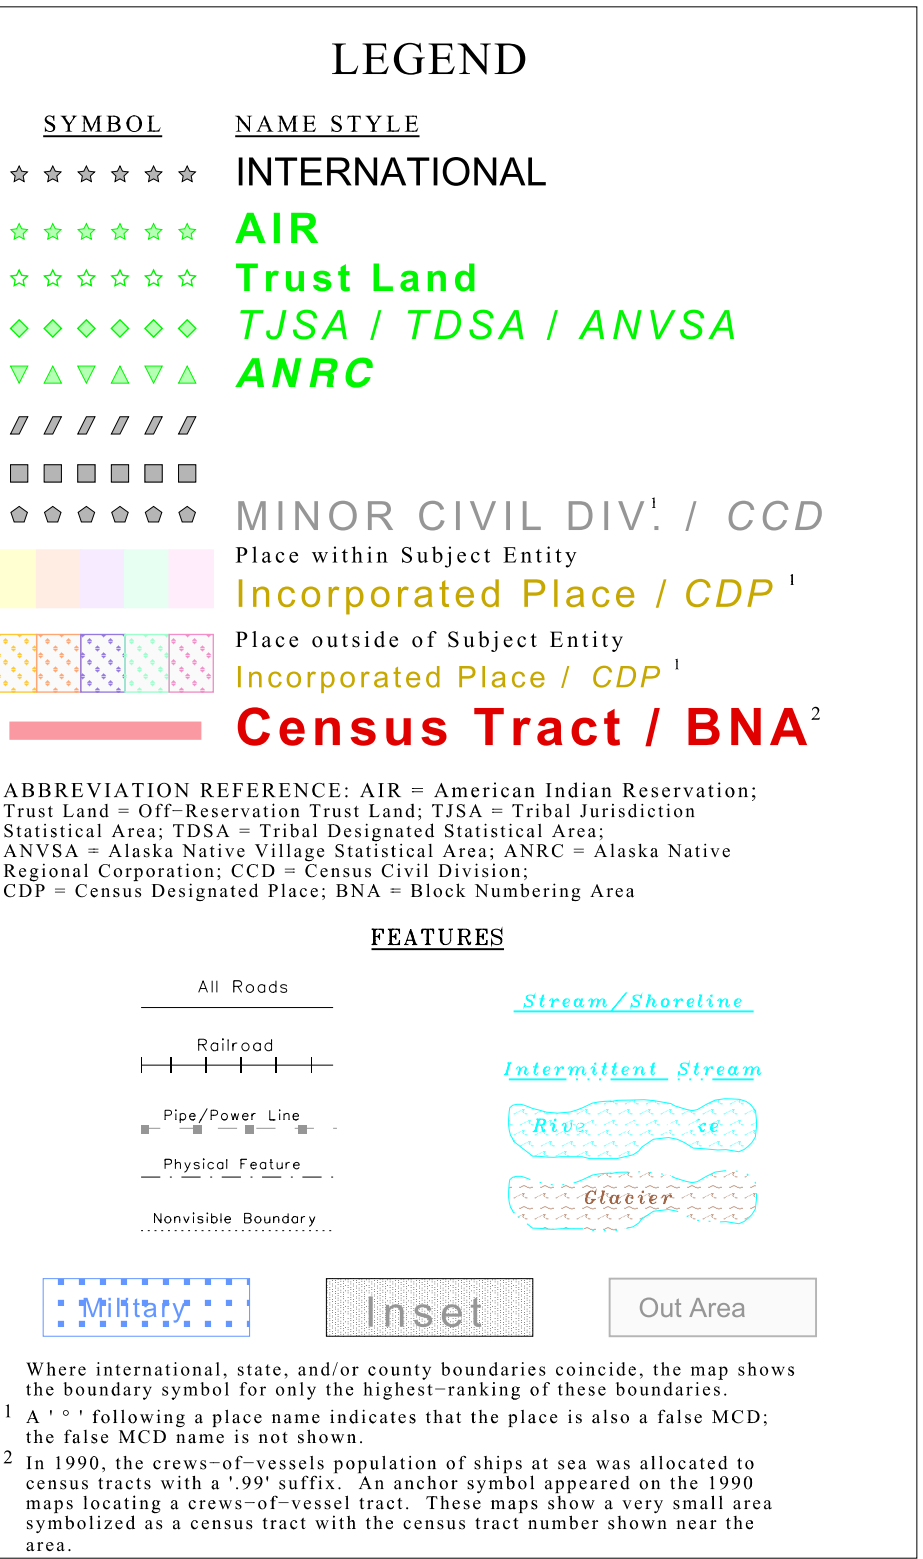 LEGEND
SYMBOL NAME STYLE
INTERNATIONAL
AIR
Trust Land
TJSA / TDSA / ANVSA
ANRC
MINOR CIVIL DIV.¹ / CCD
Place within Subject Entity
Incorporated Place / CDP ¹
Place outside of Subject Entity
Incorporated Place / CDP ¹
Census Tract / BNA²
ABBREVIATION REFERENCE: AIR = American Indian Reservation;
Trust Land = Off−Reservation Trust Land; TJSA = Tribal Jurisdiction
Statistical Area; TDSA = Tribal Designated Statistical Area;
ANVSA = Alaska Native Village Statistical Area; ANRC = Alaska Native
Regional Corporation; CCD = Census Civil Division;
CDP = Census Designated Place; BNA = Block Numbering Area
FEATURES
All Roads
Railroad
Pipe/Power Line
Physical Feature
Nonvisible Boundary
Stream/Shoreline
Intermittent Stream
Glacier
Military
Inset
Out Area
Where international, state, and/or county boundaries coincide, the map shows
the boundary symbol for only the highest−ranking of these boundaries.
1 A ' ° ' following a place name indicates that the place is also a false MCD;
the false MCD name is not shown.
2 In 1990, the crews−of−vessels population of ships at sea was allocated to
census tracts with a '.99' suffix. An anchor symbol appeared on the 1990
maps locating a crews−of−vessel tract. These maps show a very small area
symbolized as a census tract with the census tract number shown near the
area.